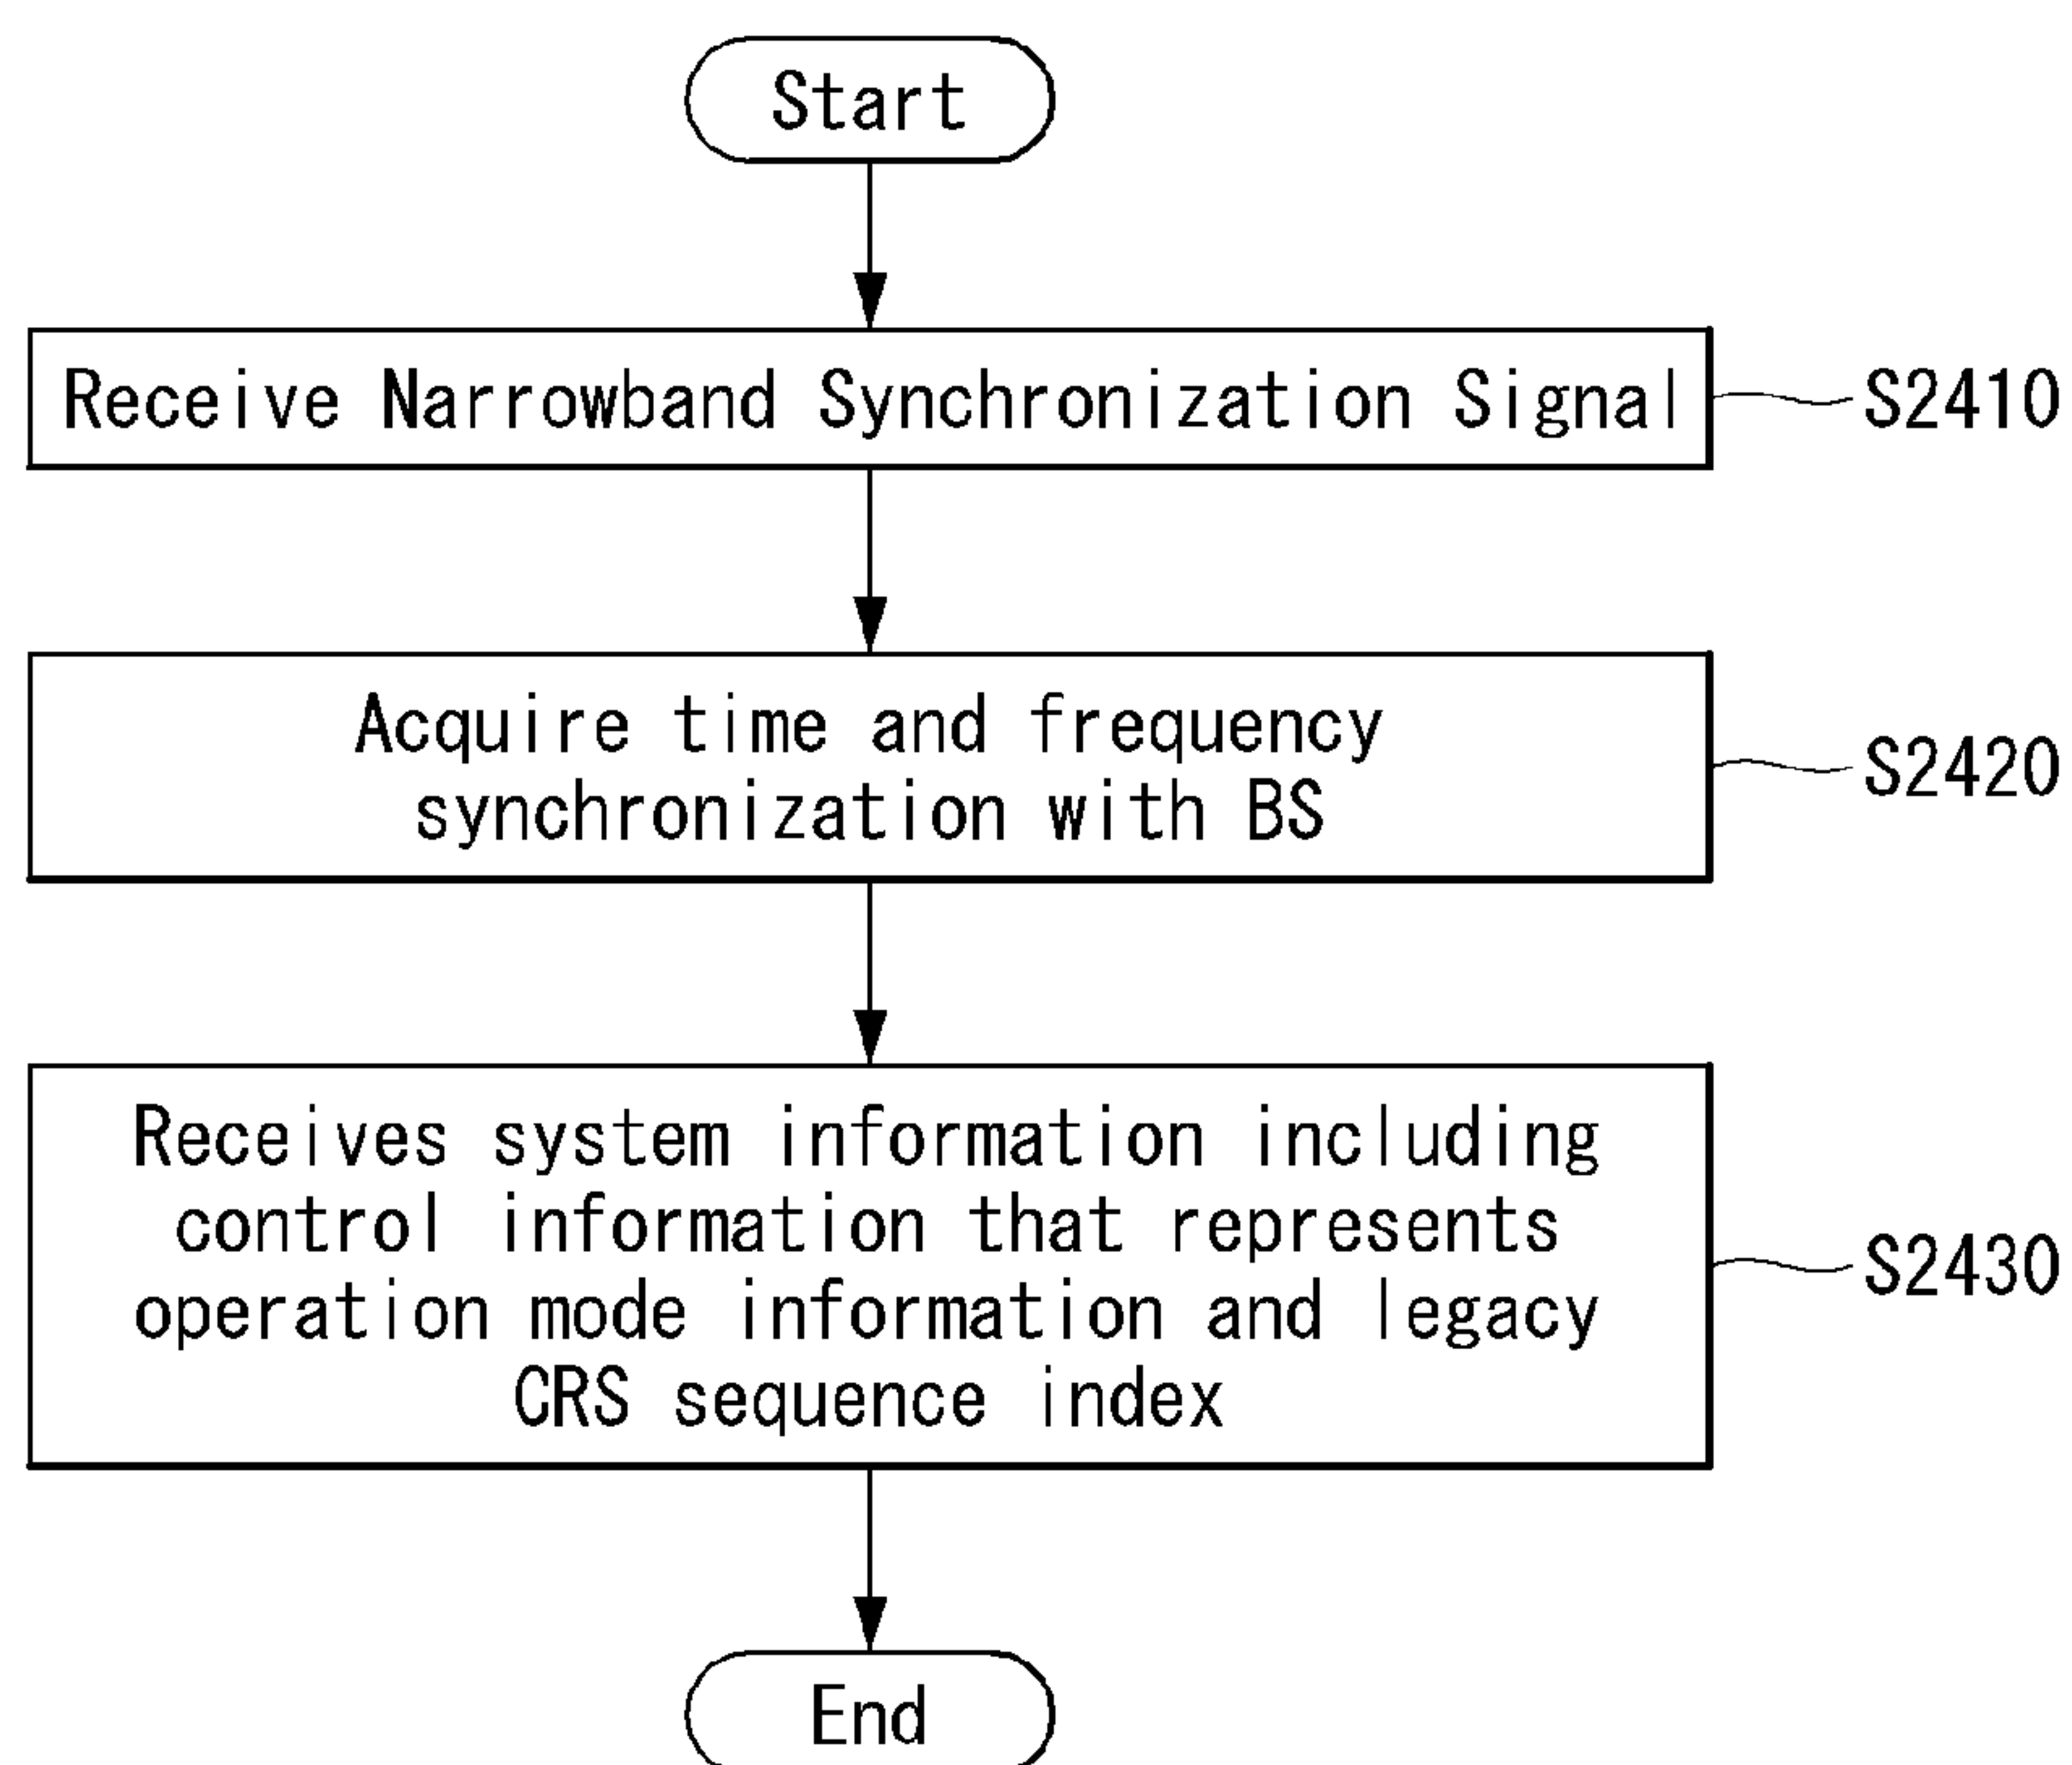 Start
Receive Narrowband Synchronization Signal
S2410
Acquire time and frequency
synchronization with BS
S2420
Receives system information including
control information that represents
operation mode information and legacy
CRS sequence index
S2430
End